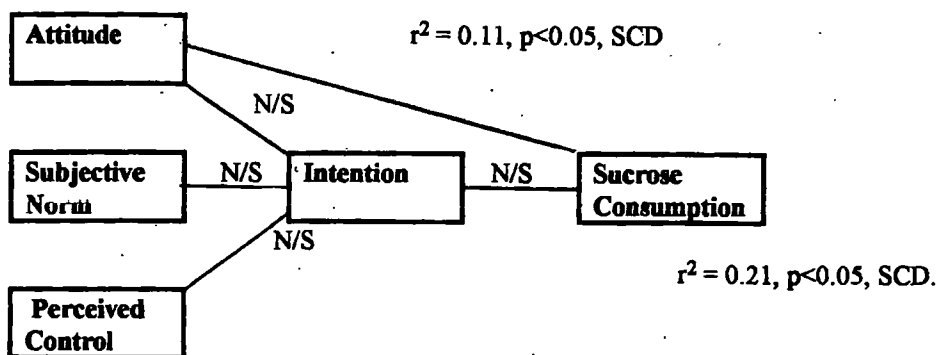 Attitude
r² = 0.11, p<0.05, SCD
N/S
Subjective
Norm
N/S
Intention
N/S
Sucrose
Consumption
N/S
r² = 0.21, p<0.05, SCD.
Perceived
Control